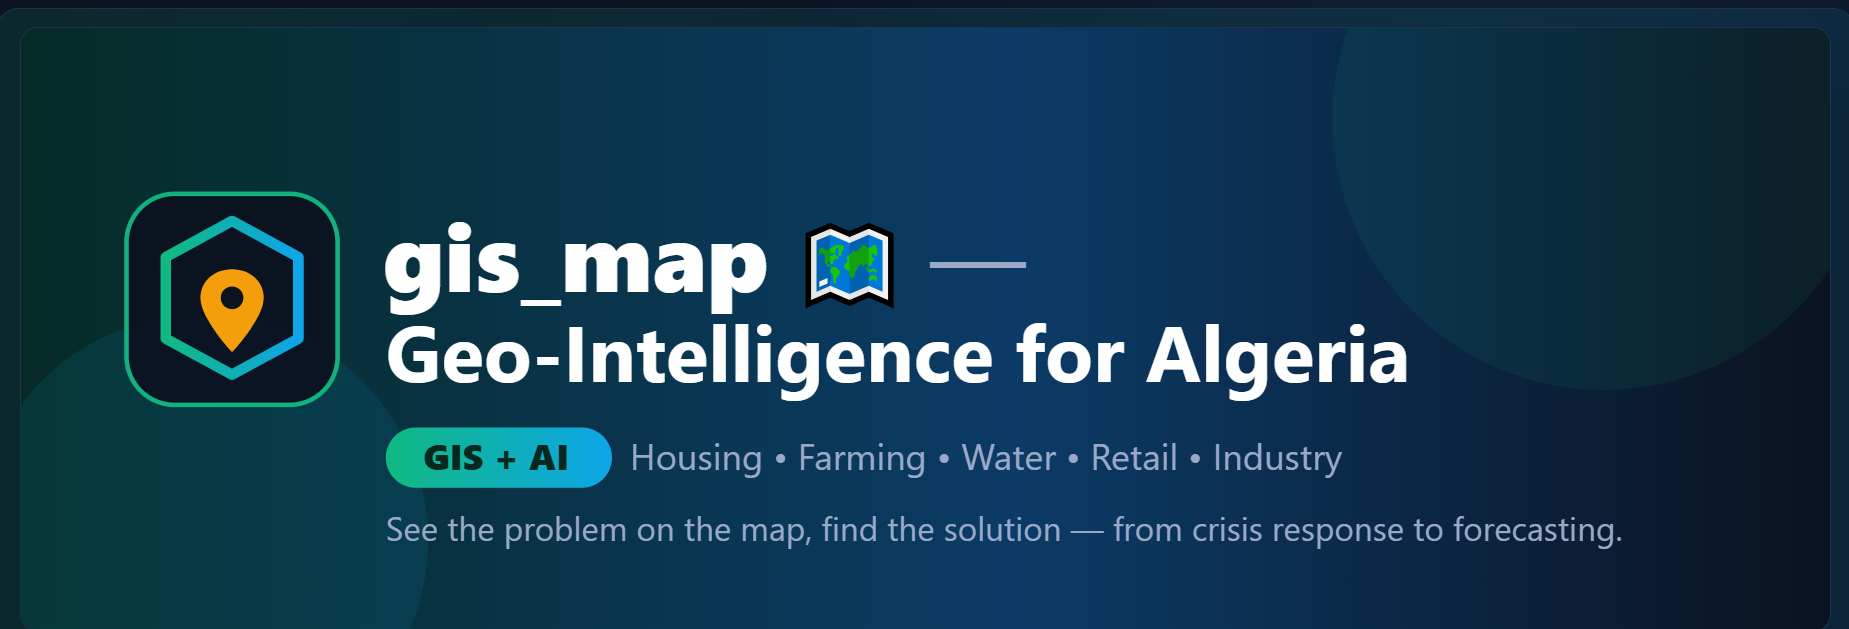 gis_map 🗺️ —
Geo-Intelligence for Algeria
GIS + AI Housing • Farming • Water • Retail • Industry
See the problem on the map, find the solution — from crisis response to forecasting.